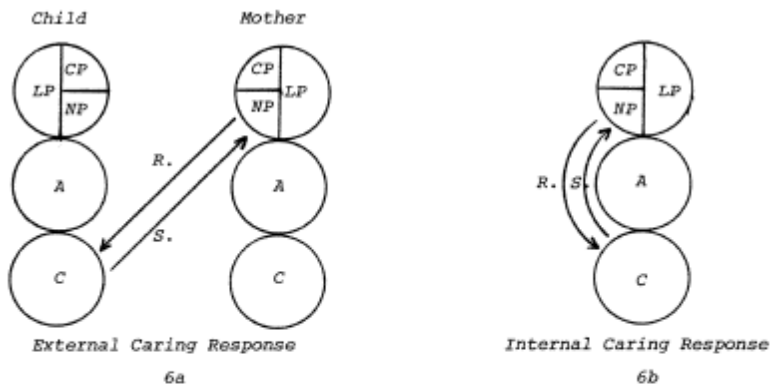 Child Mother
CP CP CP
LP LP LP
NP NP NP
R.
A A R. S. A
S.
C C C
External Caring Response Internal Caring Response
6a 6b